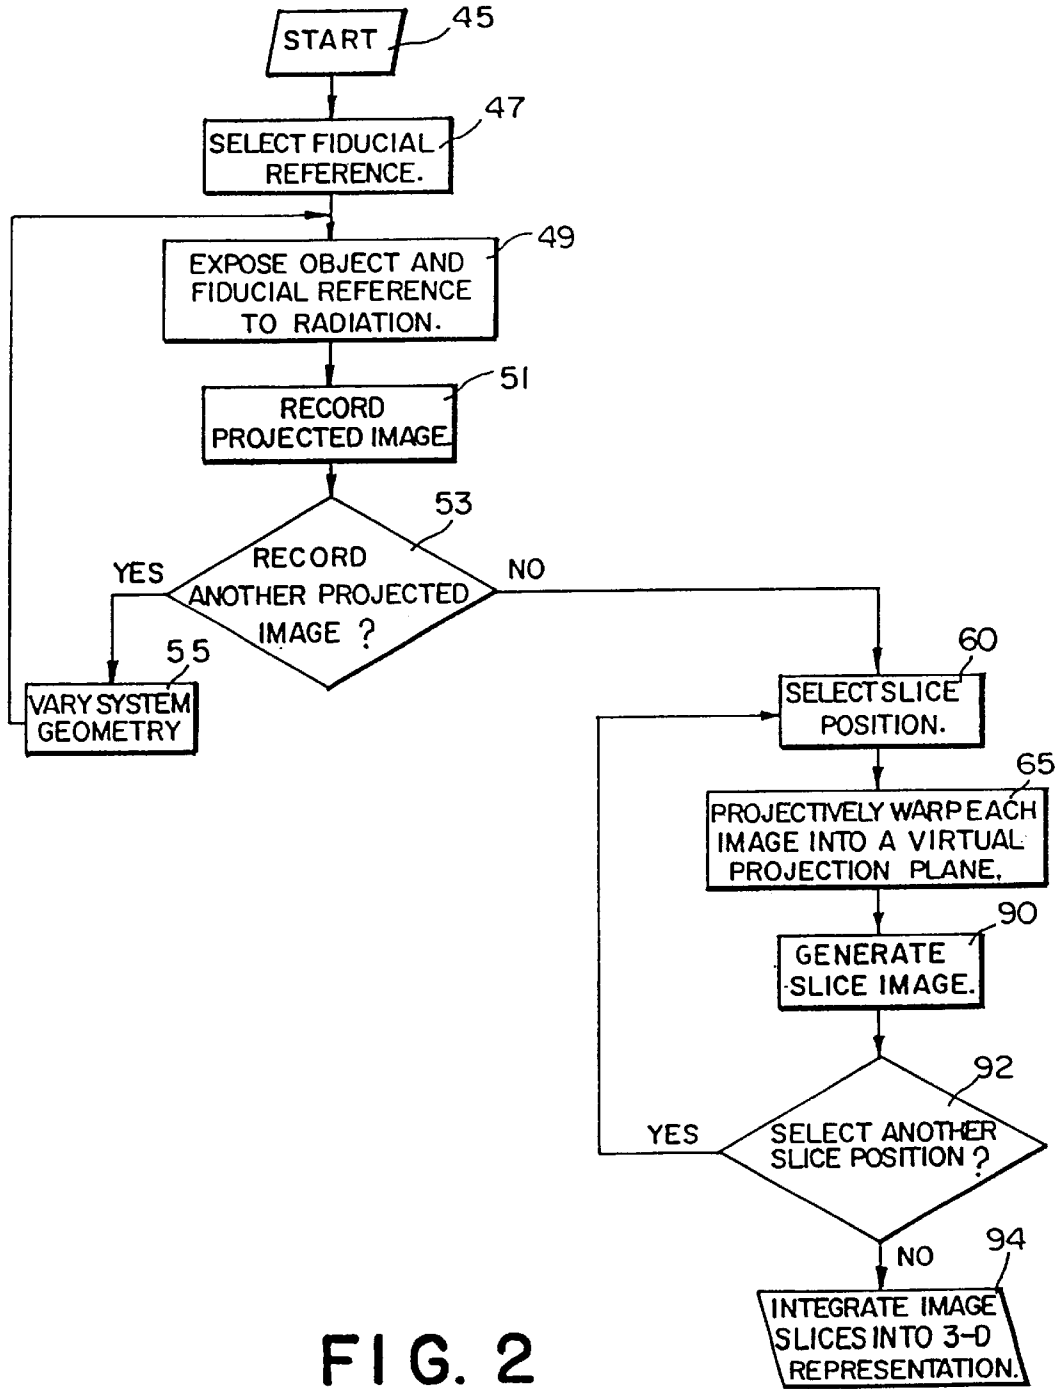 START
45
47
SELECT FIDUCIAL
REFERENCE.
49
EXPOSE OBJECT AND
FIDUCIAL REFERENCE
TO RADIATION.
51
RECORD
PROJECTED IMAGE.
53
RECORD
ANOTHER PROJECTED
IMAGE ?
YES
NO
55
VARY SYSTEM
GEOMETRY
60
SELECT SLICE
POSITION.
65
PROJECTIVELY WARP EACH
IMAGE INTO A VIRTUAL
PROJECTION PLANE.
90
GENERATE
SLICE IMAGE.
92
SELECT ANOTHER
SLICE POSITION ?
YES
NO
94
INTEGRATE IMAGE
SLICES INTO 3-D
REPRESENTATION.
FIG. 2